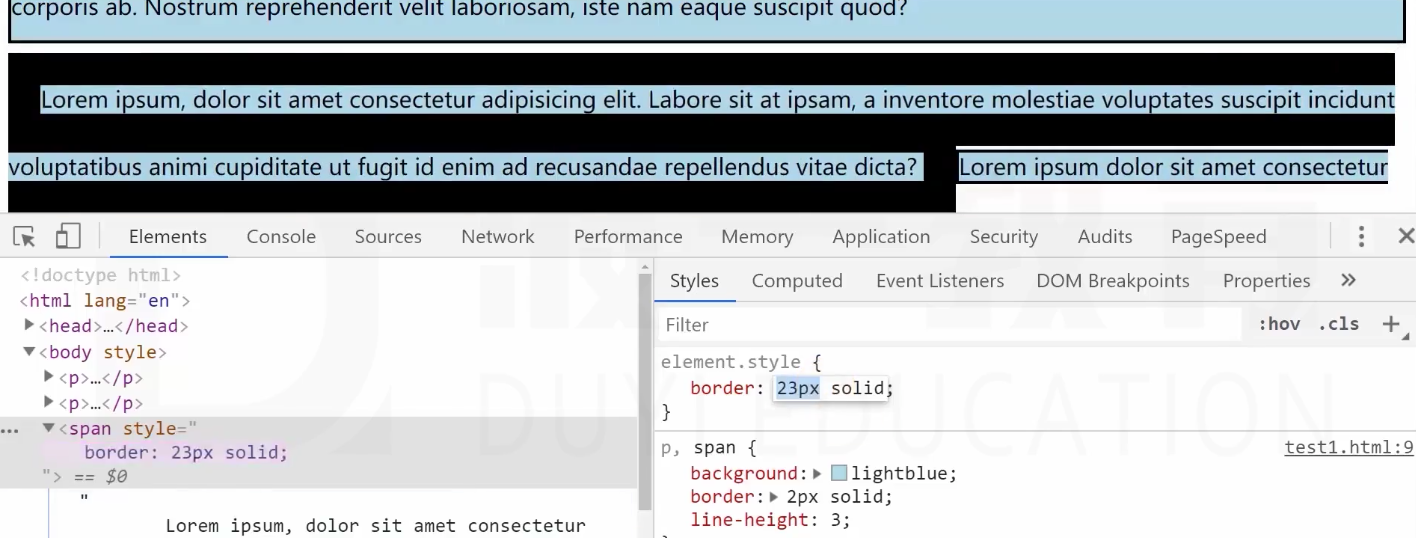 corporis ab. Nostrum reprehenderit velit laboriosam, iste nam eaque suscipit quod?
Lorem ipsum, dolor sit amet consectetur adipisicing elit. Labore sit at ipsam, a inventore molestiae voluptates suscipit incidunt
voluptatibus animi cupiditate ut fugit id enim ad recusandae repellendus vitae dicta? Lorem ipsum dolor sit amet consectetur
Elements Console Sources Network Performance Memory Application Security Audits PageSpeed
<!doctype html>
<html lang="en">
<head>…</head>
<body style>
<p>…</p>
<p>…</p>
<span style="
border: 23px solid;
"> == $0
"
Lorem ipsum, dolor sit amet consectetur
Styles Computed Event Listeners DOM Breakpoints Properties »
Filter :hov .cls +
element.style {
border: 23px solid;
}
p, span { test1.html:9
background: lightblue;
border: 2px solid;
line-height: 3;
DUYI EDUCATION